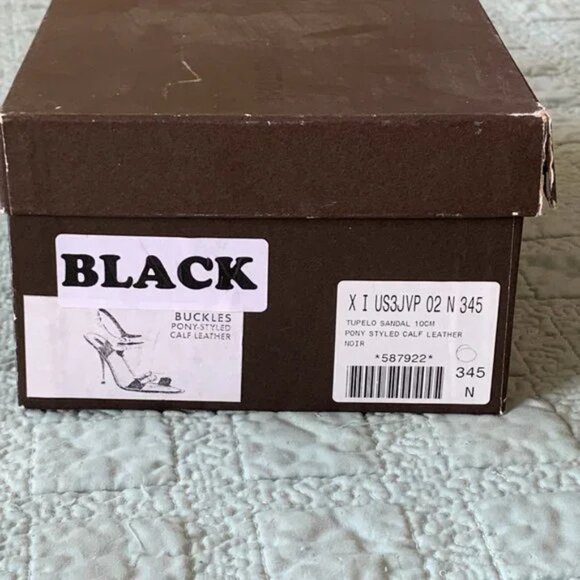 BLACK
BUCKLES
PONY-STYLED
CALF LEATHER
X I US3JVP 02 N 345
TUPELO SANDAL 10CM
PONY STYLED CALF LEATHER
NOIR
*587922*
345
N